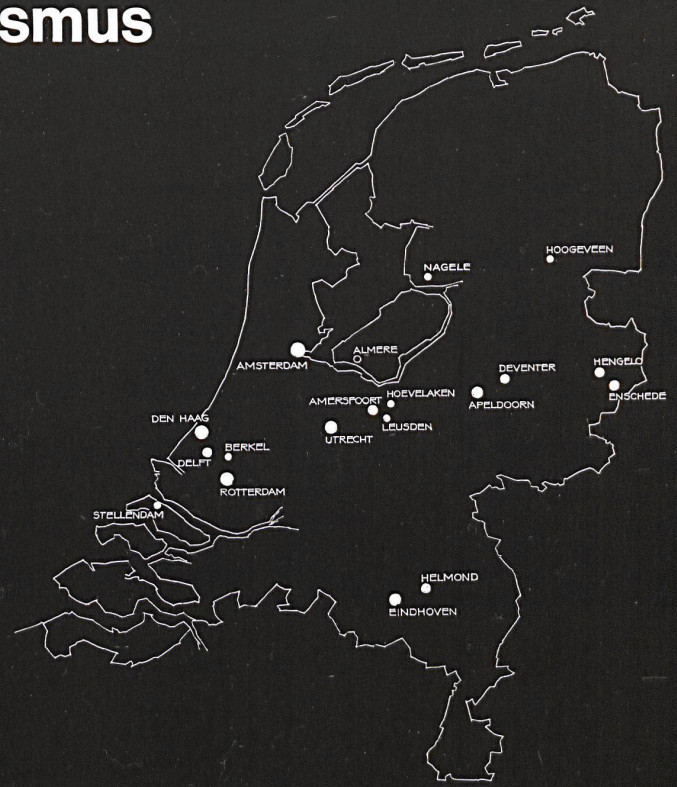 smus
HOOGEVEEN
NAGELE
ALMERE
AMSTERDAM
HENGELO
DEVENTER
ENSCHEDE
HOEVELAKEN
AMERSFOORT
APELDOORN
DEN HAAG
LEUSDEN
UTRECHT
BERKEL
DELFT
ROTTERDAM
STELLENDAM
HELMOND
EINDHOVEN